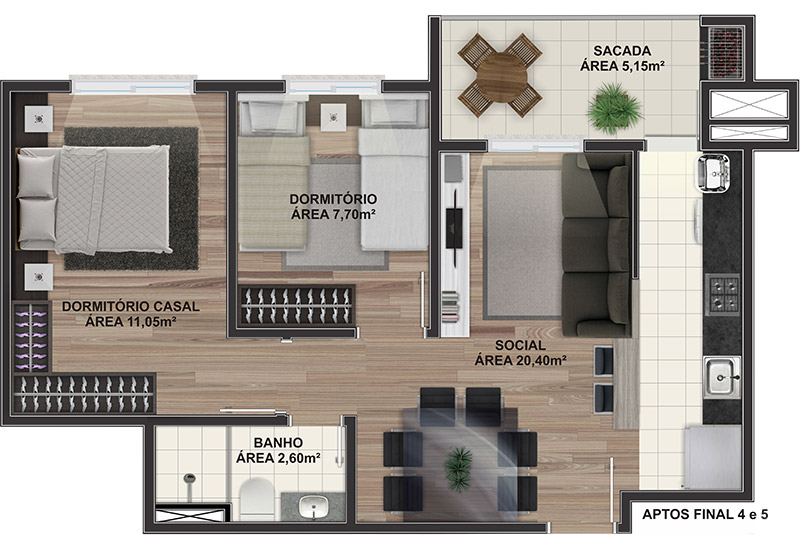 SACADA
ÁREA 5,15m²
DORMITÓRIO
ÁREA 7,70m²
DORMITÓRIO CASAL
ÁREA 11,05m²
SOCIAL
ÁREA 20,40m²
BANHO
ÁREA 2,60m²
APTOS FINAL 4 e 5